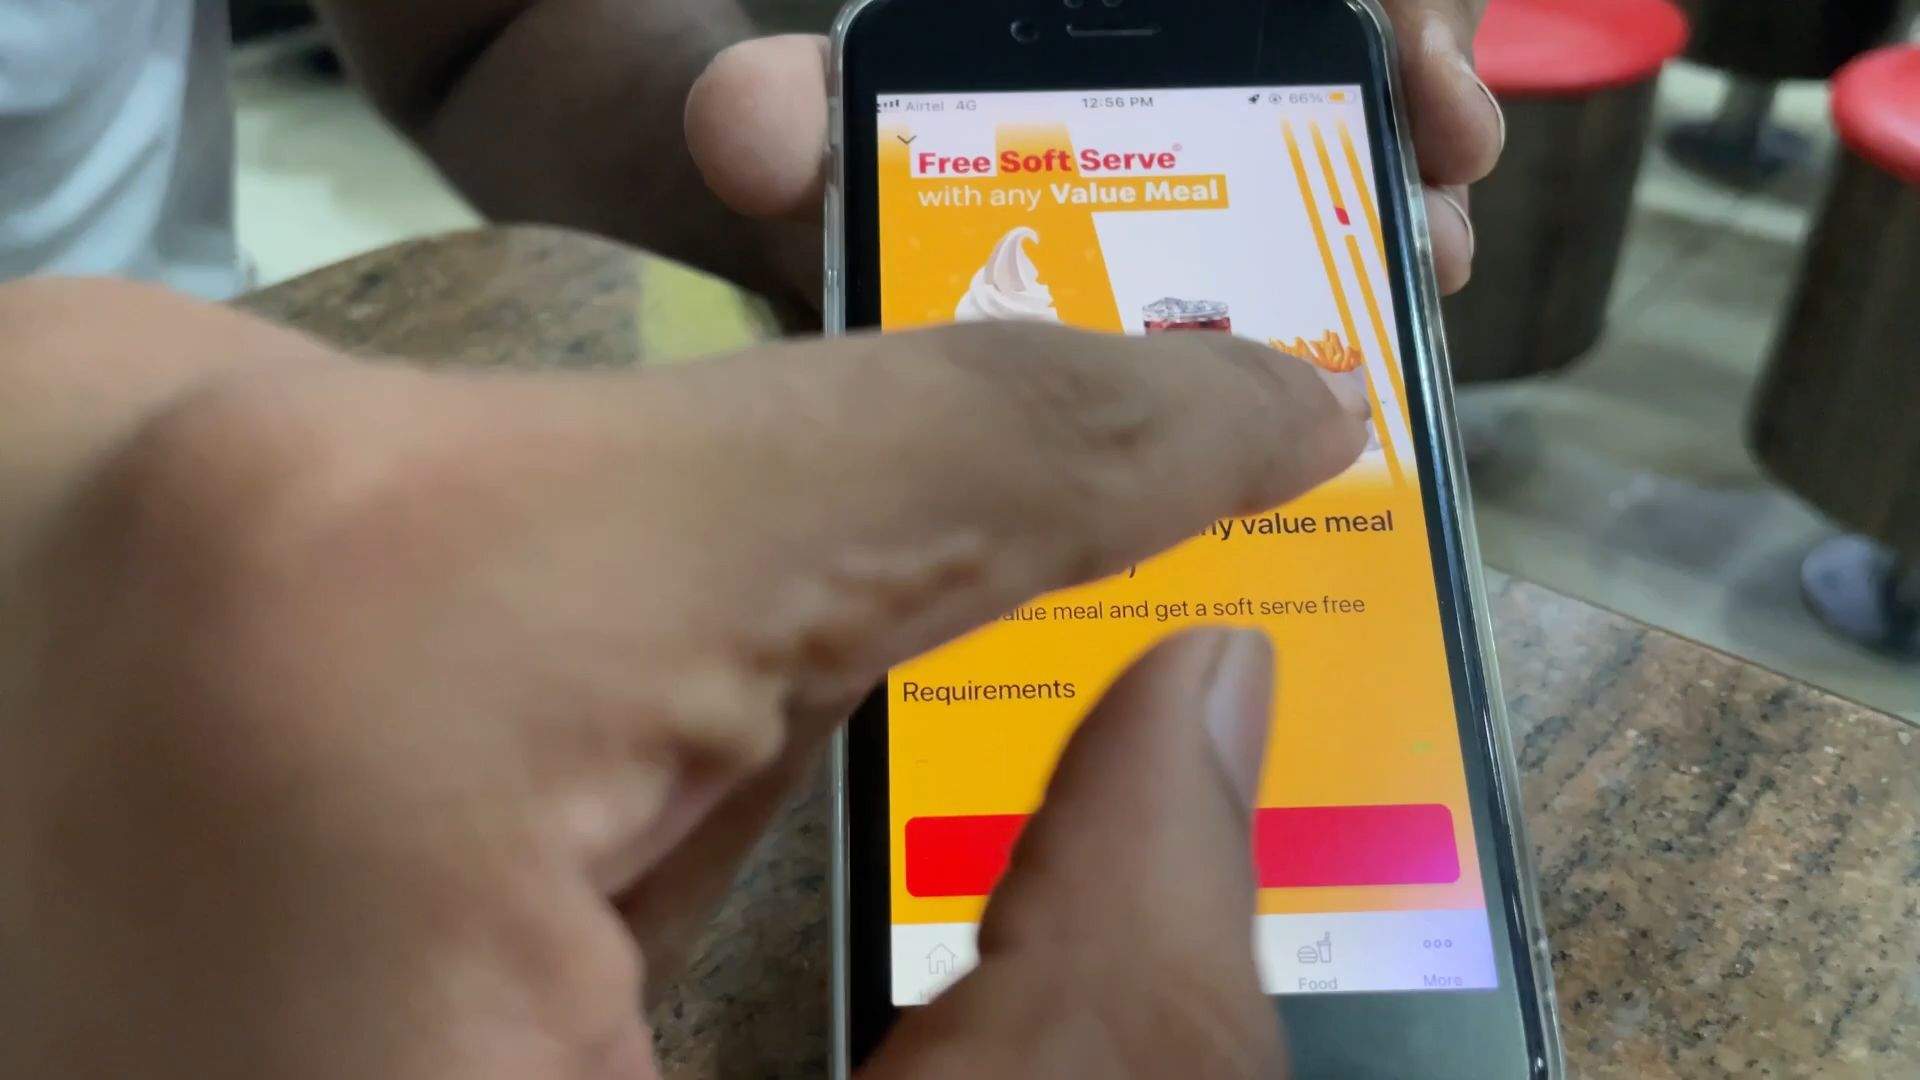 Airtel 4G 12:56 PM 66%
Free Soft Serve
with any Value Meal
value meal
meal and get a soft serve free
Requirements
Food
More